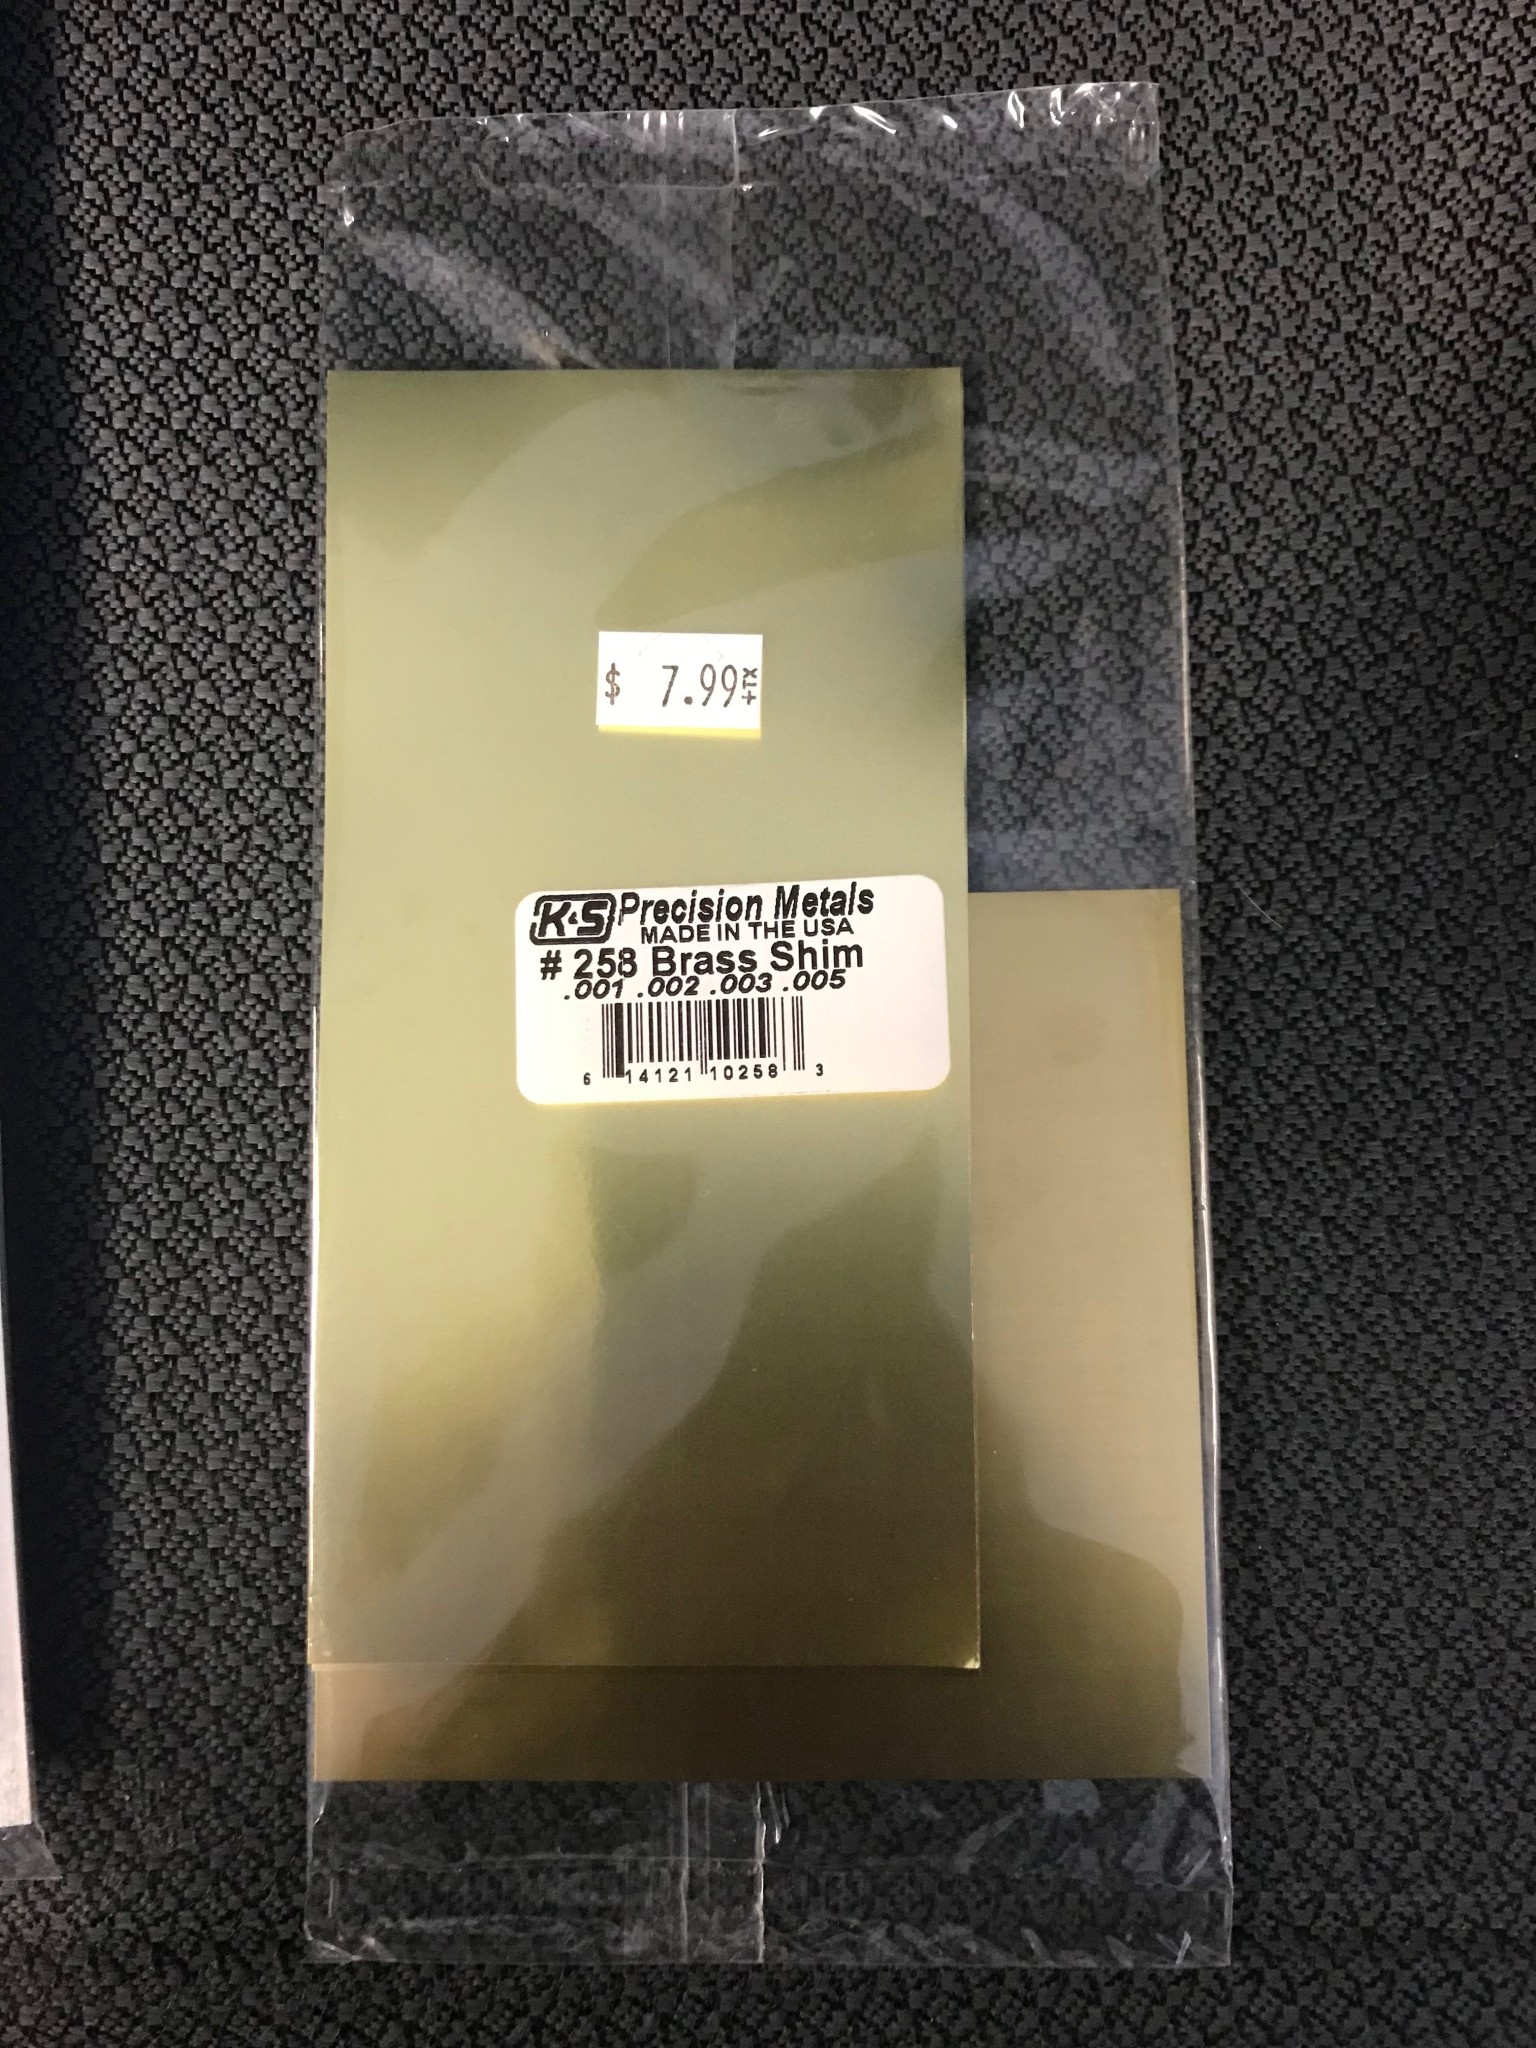 $ 7.99 +TX
K&S Precision Metals
MADE IN THE USA
# 258 Brass Shim
.001 .002 .003 .005
6 14121 10258 3